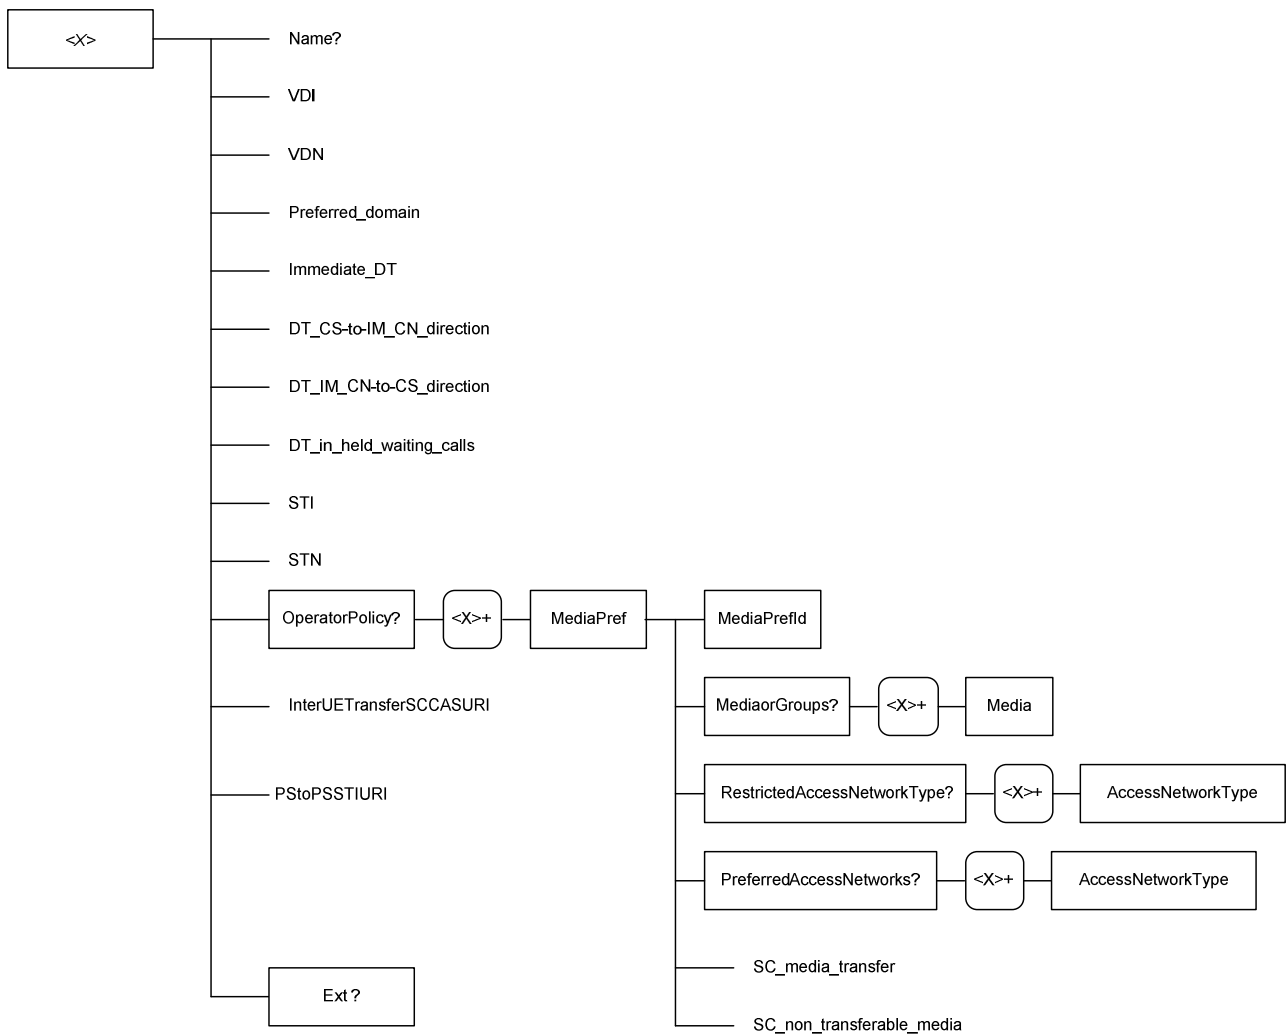 <X>
Name?
VDI
VDN
Preferred_domain
Immediate_DT
DT_CS-to-IM_CN_direction
DT_IM_CN-to-CS_direction
DT_in_held_waiting_calls
STI
STN
OperatorPolicy? <X>+ MediaPref MediaPrefId
InterUETransferSCCASURI MediaorGroups? <X>+ Media
PStoPSSTIURI RestrictedAccessNetworkType? <X>+ AccessNetworkType
PreferredAccessNetworks? <X>+ AccessNetworkType
SC_media_transfer
Ext?
SC_non_transferable_media